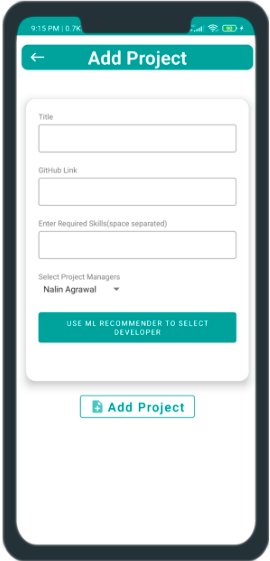 9:15 PM | 0.7K
Add Project
Title
GitHub Link
Enter Required Skills(space separated)
Select Project Managers
Nalin Agrawal
USE ML RECOMMENDER TO SELECT
DEVELOPER
Add Project